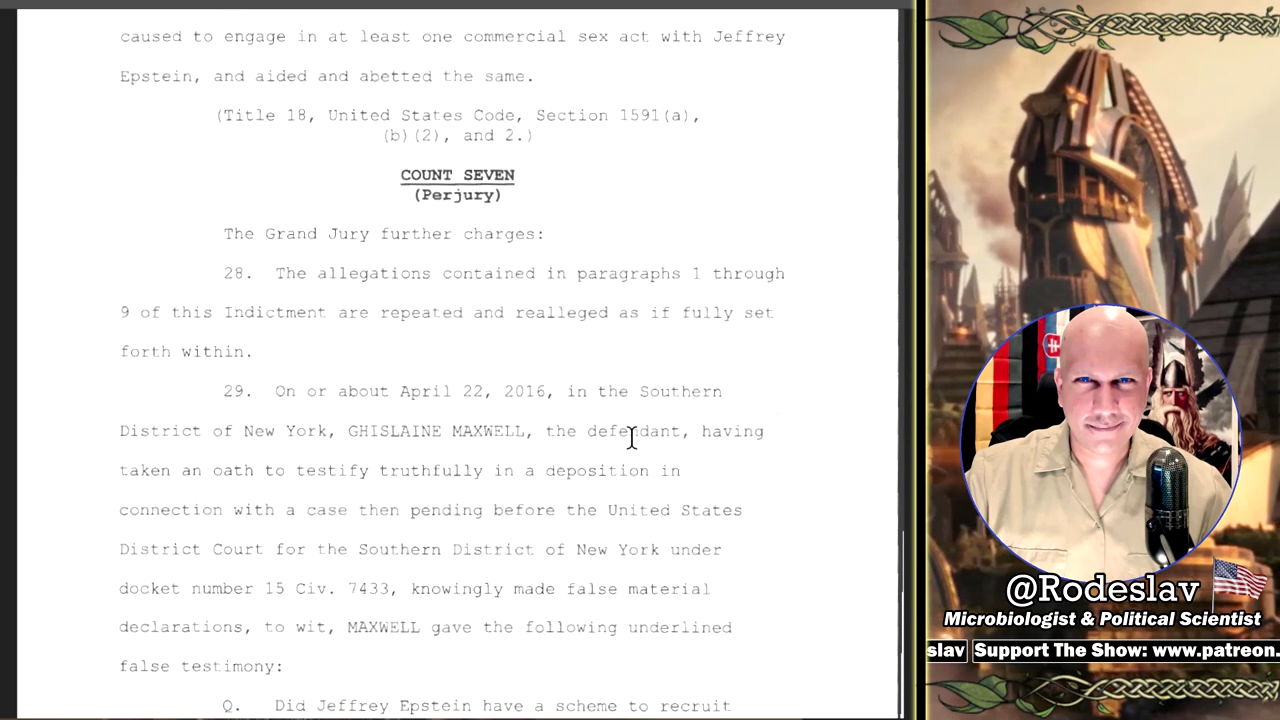 caused to engage in at least one commercial sex act with Jeffrey
Epstein, and aided and abetted the same.
(Title 18, United States Code, Section 1591(a),
(b)(2), and 2.)
COUNT SEVEN
(Perjury)
The Grand Jury further charges:
28. The allegations contained in paragraphs 1 through
9 of this Indictment are repeated and realleged as if fully set
forth within.
29. On or about April 22, 2016, in the Southern
District of New York, GHISLAINE MAXWELL, the defendant, having
taken an oath to testify truthfully in a deposition in
connection with a case then pending before the United States
District Court for the Southern District of New York under
docket number 15 Civ. 7433, knowingly made false material
declarations, to wit, MAXWELL gave the following underlined
false testimony:
Q. Did Jeffrey Epstein have a scheme to recruit
@Rodeslav
Microbiologist & Political Scientist
slav Support The Show: www.patreon.